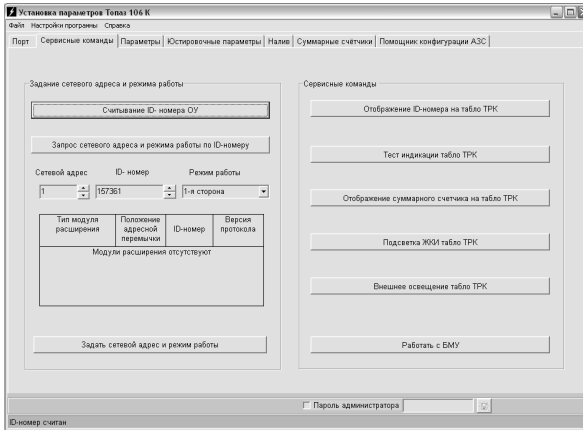 Установка параметров Топаз 106 К
Файл Настройки программы Справка
Порт Сервисные команды Параметры Юстировочные параметры Налив Суммарные счётчики Помощник конфигурации АЗС
Задание сетевого адреса и режима работы
Считывание ID- номера ОУ
Запрос сетевого адреса и режима работы по ID-номеру
Сетевой адрес ID- номер Режим работы
1 157361 1-я сторона
Тип модуля расширения Положение адресной перемычки ID-номер Версия протокола
Модули расширения отсутствуют
Задать сетевой адрес и режим работы
Сервисные команды
Отображение ID-номера на табло ТРК
Тест индикации табло ТРК
Отображение суммарного счетчика на табло ТРК
Подсветка ЖКИ табло ТРК
Внешнее освещение табло ТРК
Работать с БМУ
Пароль администратора
ID-номер считан